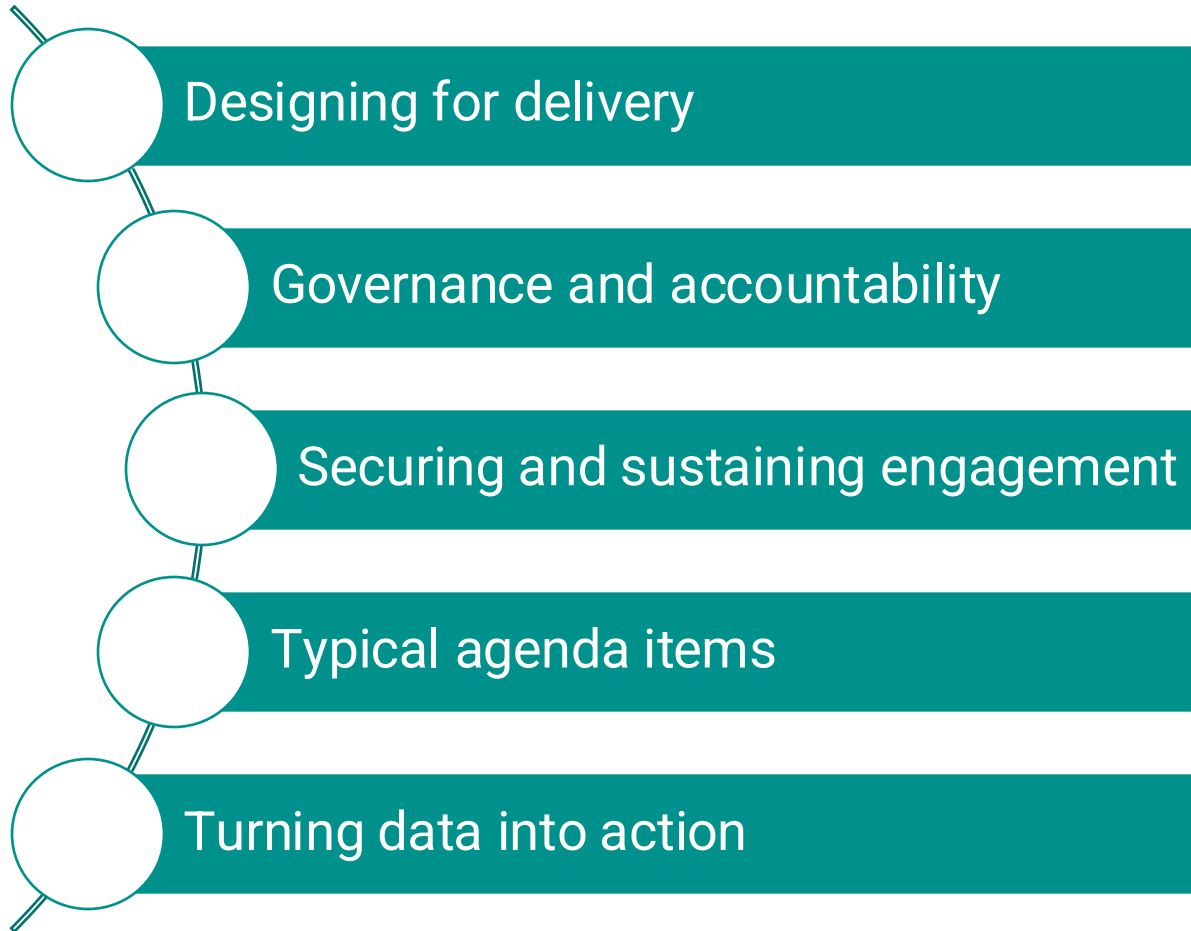 Designing for delivery
Governance and accountability
Securing and sustaining engagement
Typical agenda items
Turning data into action